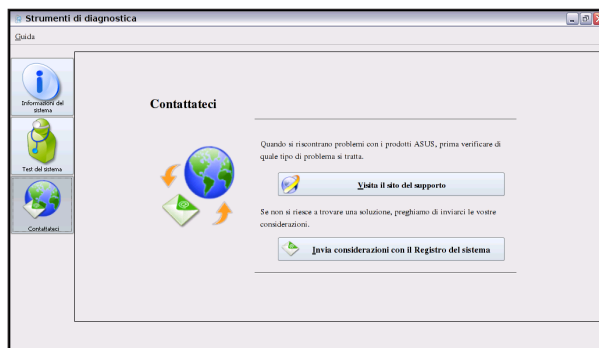 Strumenti di diagnostica
Guida
Informazioni del
sistema
Test del sistema
Contattateci
Contattateci
Quando si riscontrano problemi con i prodotti ASUS, prima verificare di
quale tipo di problema si tratta.
Visita il sito del supporto
Se non si riesce a trovare una soluzione, preghiamo di inviarci le vostre
considerazioni.
Invia considerazioni con il Registro del sistema